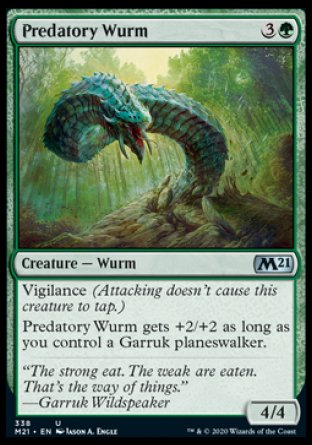 Predatory Wurm 3
Creature — Wurm M21
Vigilance (Attacking doesn't cause this
creature to tap.)
Predatory Wurm gets +2/+2 as long as
you control a Garruk planeswalker.
"The strong eat. The weak are eaten.
That's the way of things."
—Garruk Wildspeaker
4/4
338 U
M21 • EN Jason A. Engle
™ & © 2020 Wizards of the Coast